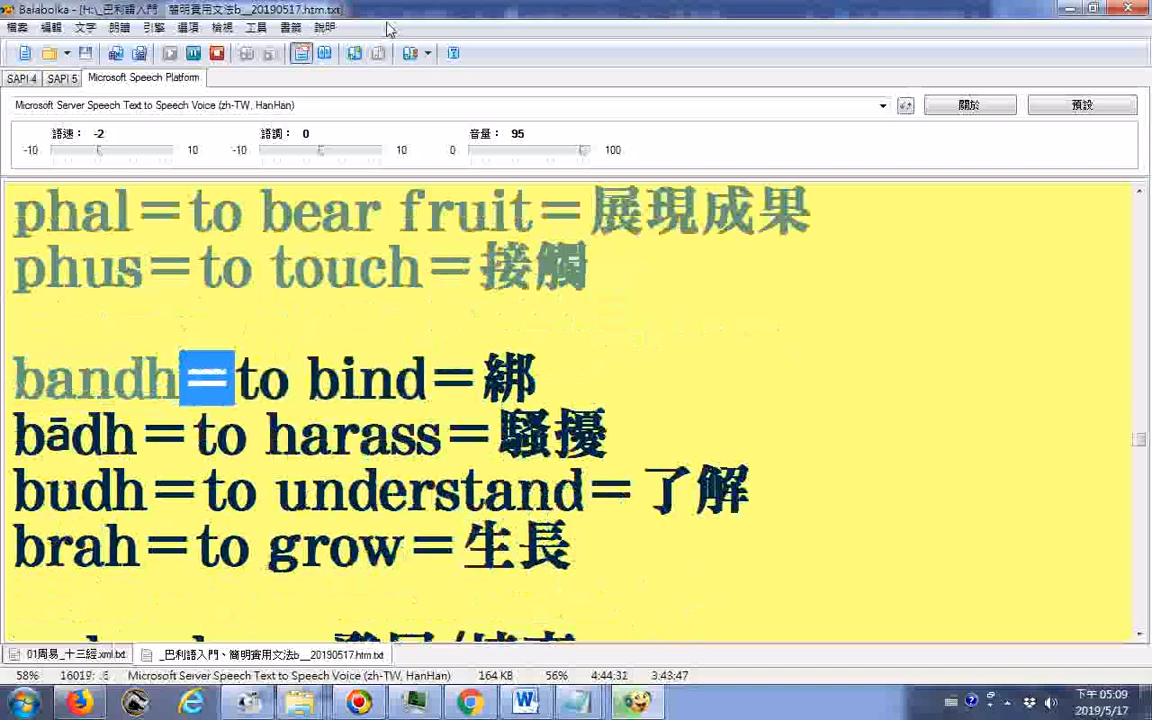 Balabolka - [H:\_巴利語入門、簡明實用文法b__20190517.htm.txt]
檔案 編輯 文字 朗讀 引擎 選項 檢視 工具 書籤 說明
SAPI 4 SAPI 5 Microsoft Speech Platform
Microsoft Server Speech Text to Speech Voice (zh-TW, HanHan) 關於 預設
語速： -2 語調： 0 音量： 95
-10 10 -10 10 0 100
phal＝to bear fruit＝展現成果
phus＝to touch＝接觸
bandh＝to bind＝綁
bādh＝to harass＝騷擾
budh＝to understand＝了解
brah＝to grow＝生長
01周易_十三經.xml.txt _巴利語入門、簡明實用文法b__20190517.htm.txt
58% Microsoft Server Speech Text to Speech Voice (zh-TW, HanHan) 164 KB 56% 4:44:32 3:43:47
下午 05:09
2019/5/17